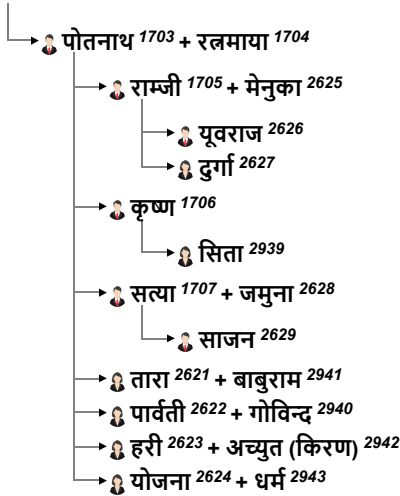 पोतनाथ 1703 + रत्नमाया 1704
राम्जी 1705 + मेनुका 2625
यूवराज 2626
दुर्गा 2627
कृष्ण 1706
सिता 2939
सत्या 1707 + जमुना 2628
साजन 2629
तारा 2621 + बाबुराम 2941
पार्वती 2622 + गोविन्द 2940
हरी 2623 + अच्युत (किरण) 2942
योजना 2624 + धर्म 2943